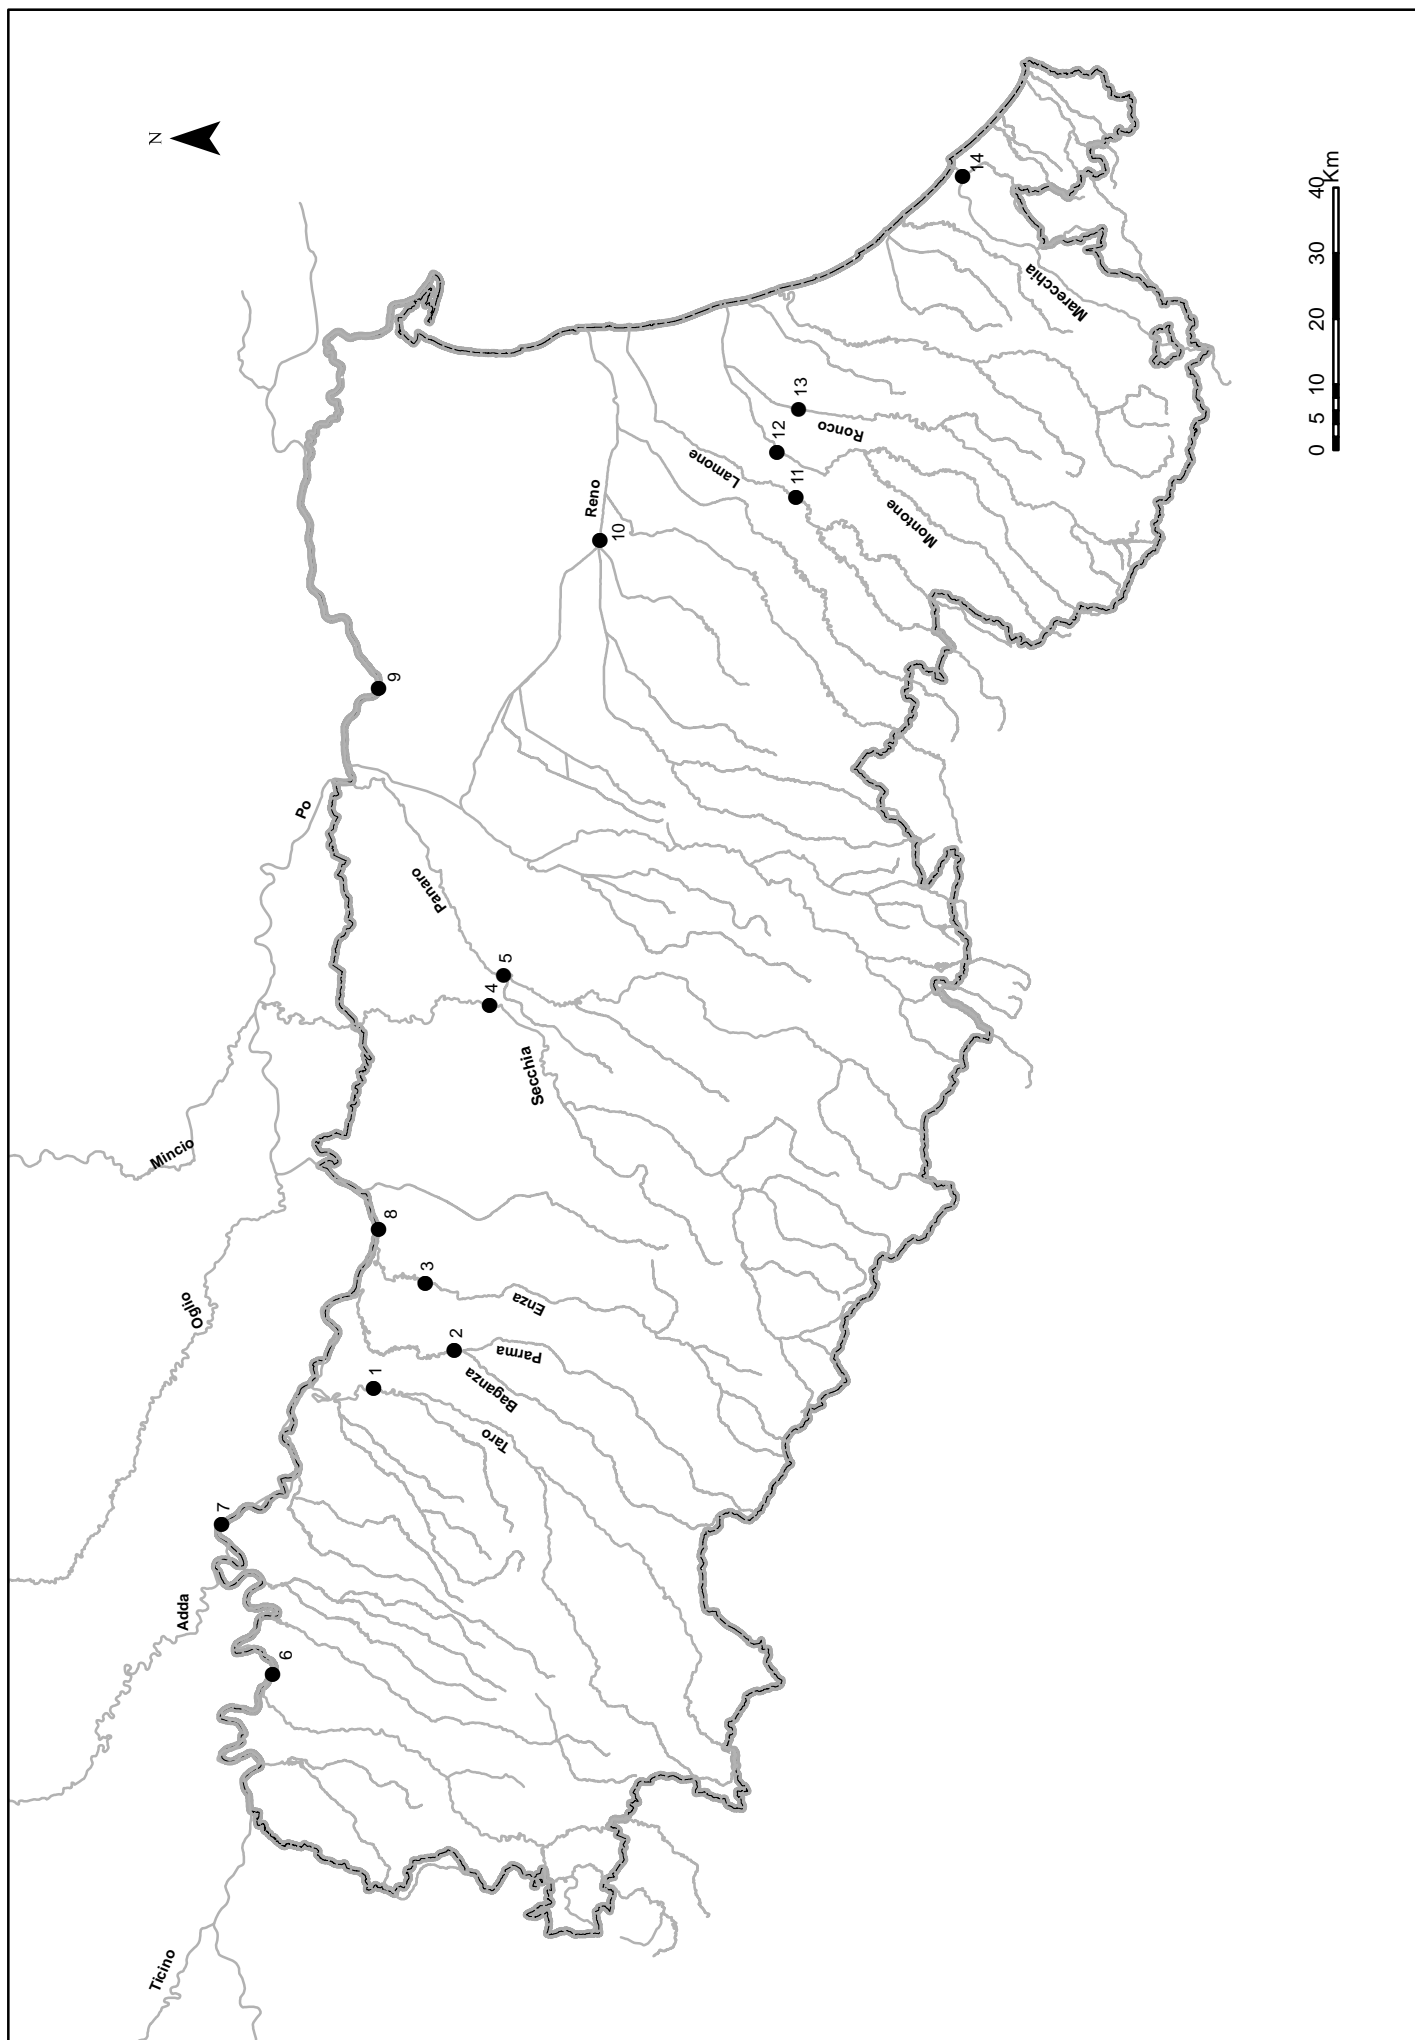 N
Ticino
Adda
Oglio
Mincio
Po
6
7
1
8
9
2
3
4
5
10
Taro
Baganza
Parma
Enza
Secchia
Panaro
Reno
Lamone
11
12
13
Montone
Ronco
Marecchia
14
0 5 10 20 30 40
Km